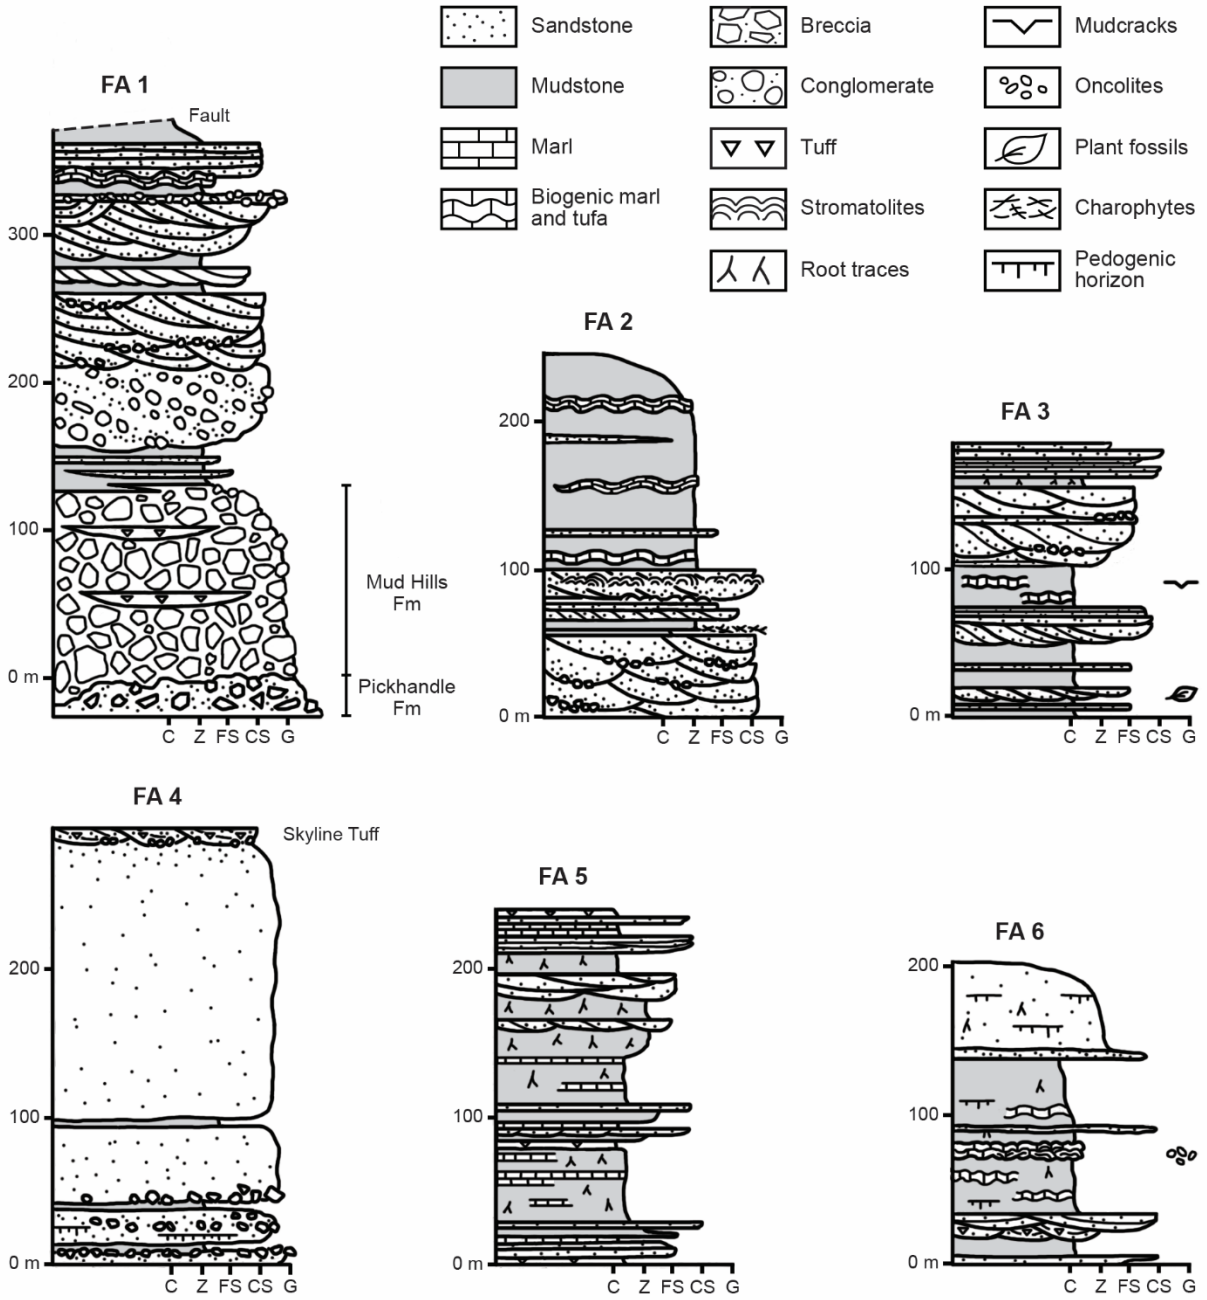 Sandstone
Breccia
Mudcracks
Mudstone
Conglomerate
Oncolites
Marl
Tuff
Plant fossils
Biogenic marl
and tufa
Stromatolites
Charophytes
Root traces
Pedogenic
horizon
FA 1
Fault
300
200
100
0 m
Mud Hills
Fm
Pickhandle
Fm
C Z FS CS G
FA 2
200
100
0 m
C Z FS CS G
FA 3
100
0 m
C Z FS CS G
FA 4
Skyline Tuff
200
100
0 m
C Z FS CS G
FA 5
200
100
0 m
C Z FS CS G
FA 6
200
100
0 m
C Z FS CS G